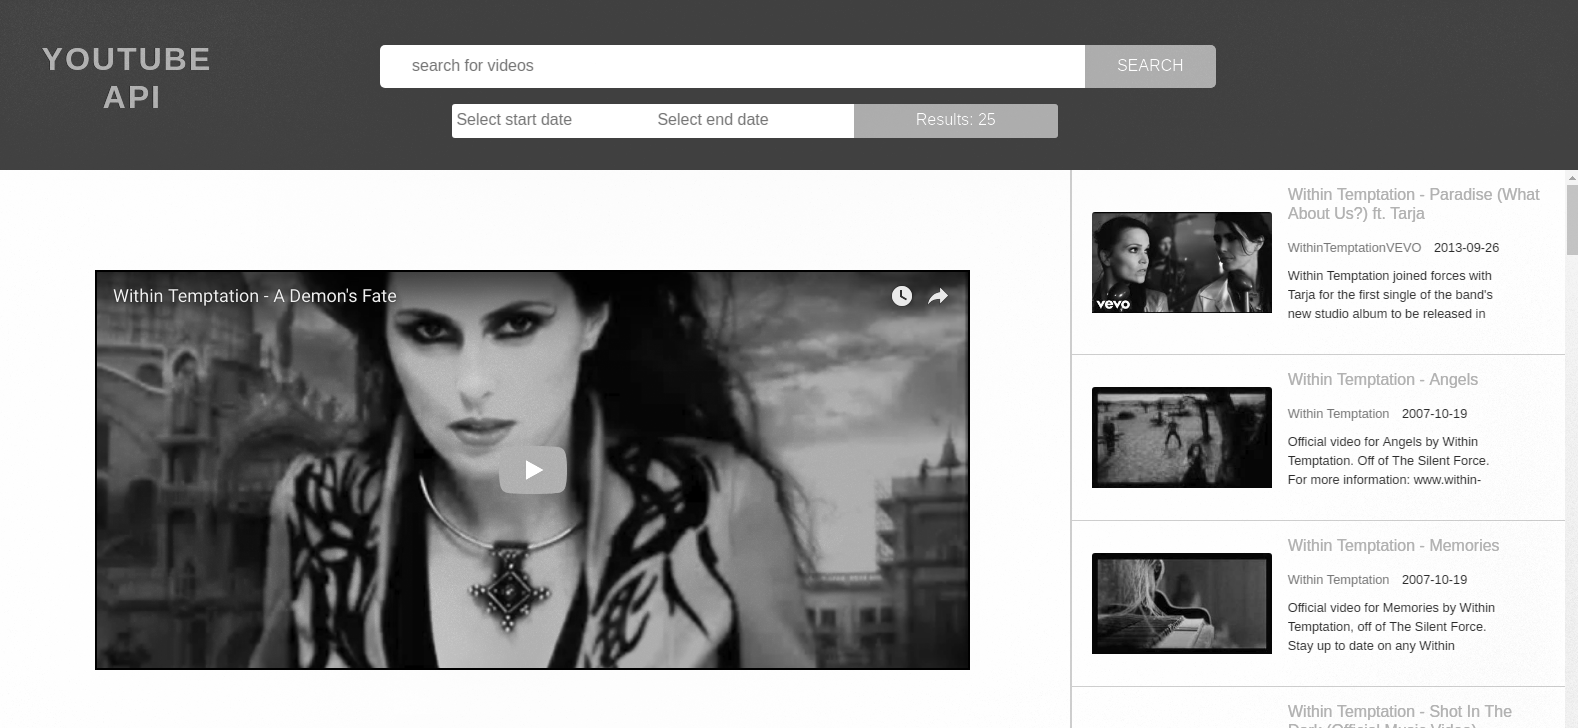 YOUTUBE
API
search for videos
SEARCH
Select start date
Select end date
Results: 25
Within Temptation - A Demon's Fate
Within Temptation - Paradise (What
About Us?) ft. Tarja
WithinTemptationVEVO 2013-09-26
Within Temptation joined forces with
Tarja for the first single of the band's
new studio album to be released in
vevo
Within Temptation - Angels
Within Temptation 2007-10-19
Official video for Angels by Within
Temptation. Off of The Silent Force.
For more information: www.within-
Within Temptation - Memories
Within Temptation 2007-10-19
Official video for Memories by Within
Temptation, off of The Silent Force.
Stay up to date on any Within
Within Temptation - Shot In The
Dark (Official Music Video)